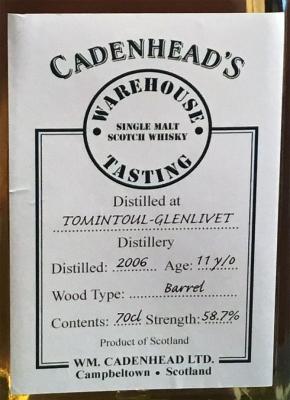 CADENHEAD'S
• WAREHOUSE •
SINGLE MALT
SCOTCH WHISKY
TASTING
Distilled at
TOMINTOUL-GLENLIVET
Distillery
Distilled: 2006 Age: 11 y/o
Wood Type: Barrel
Contents: 70cl Strength: 58.7%
Product of Scotland
WM. CADENHEAD LTD.
Campbeltown • Scotland